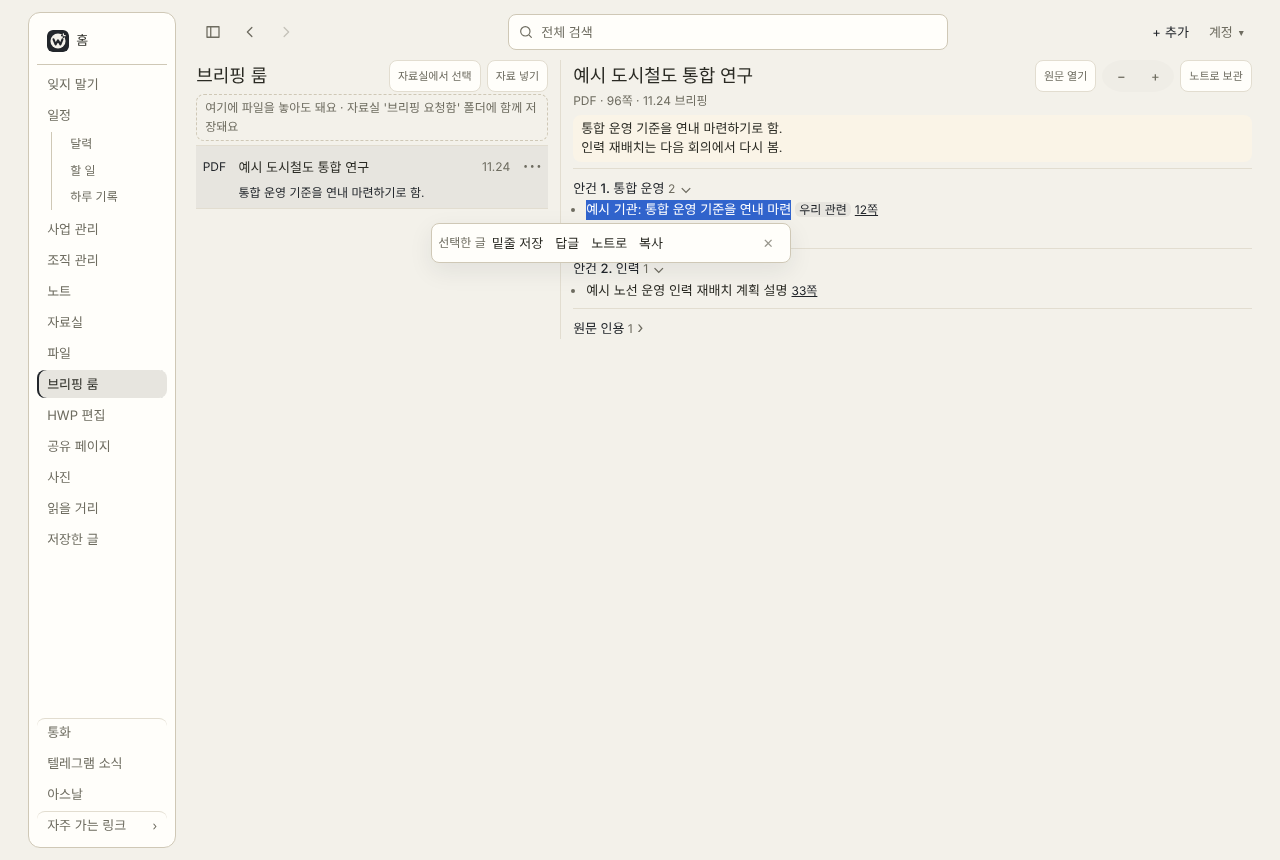 홈
잊지 말기
일정
달력
할 일
하루 기록
사업 관리
조직 관리
노트
자료실
파일
브리핑 룸
HWP 편집
공유 페이지
사진
읽을 거리
저장한 글
통화
텔레그램 소식
아스날
자주 가는 링크 ›
전체 검색
+ 추가 계정 ▾
브리핑 룸 자료실에서 선택 자료 넣기
여기에 파일을 놓아도 돼요 · 자료실 '브리핑 요청함' 폴더에 함께 저
장돼요
PDF 예시 도시철도 통합 연구 11.24 ···
통합 운영 기준을 연내 마련하기로 함.
예시 도시철도 통합 연구 원문 열기 − + 노트로 보관
PDF · 96쪽 · 11.24 브리핑
통합 운영 기준을 연내 마련하기로 함.
인력 재배치는 다음 회의에서 다시 봄.
안건 1. 통합 운영 2
• 예시 기관: 통합 운영 기준을 연내 마련 우리 관련 12쪽
선택한 글 밑줄 저장 답글 노트로 복사 ×
안건 2. 인력 1
• 예시 노선 운영 인력 재배치 계획 설명 33쪽
원문 인용 1